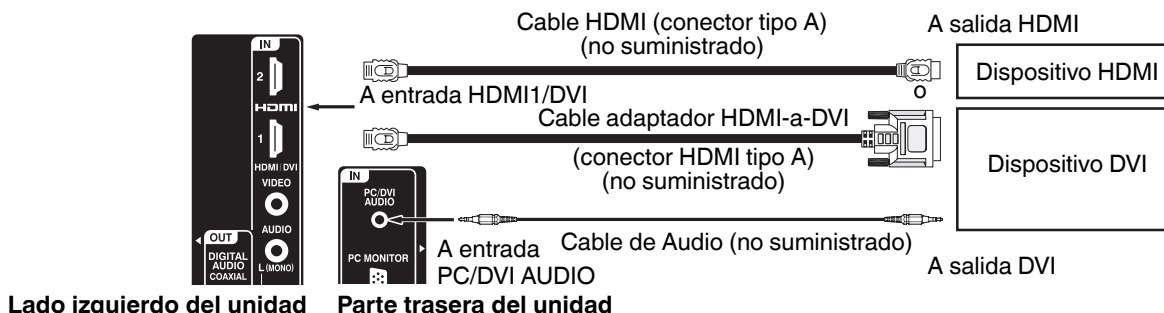 Cable HDMI (conector tipo A)
(no suministrado)
A salida HDMI
IN
2
HDMI
1
HDMI/DVI
VIDEO
AUDIO
L (MONO)
OUT
DIGITAL
AUDIO
COAXIAL
A entrada HDMI1/DVI
o
Dispositivo HDMI
Cable adaptador HDMI-a-DVI
(conector HDMI tipo A)
(no suministrado)
Dispositivo DVI
IN
PC/DVI
AUDIO
PC MONITOR
A entrada
PC/DVI AUDIO
Cable de Audio (no suministrado)
A salida DVI
Lado izquierdo del unidad
Parte trasera del unidad